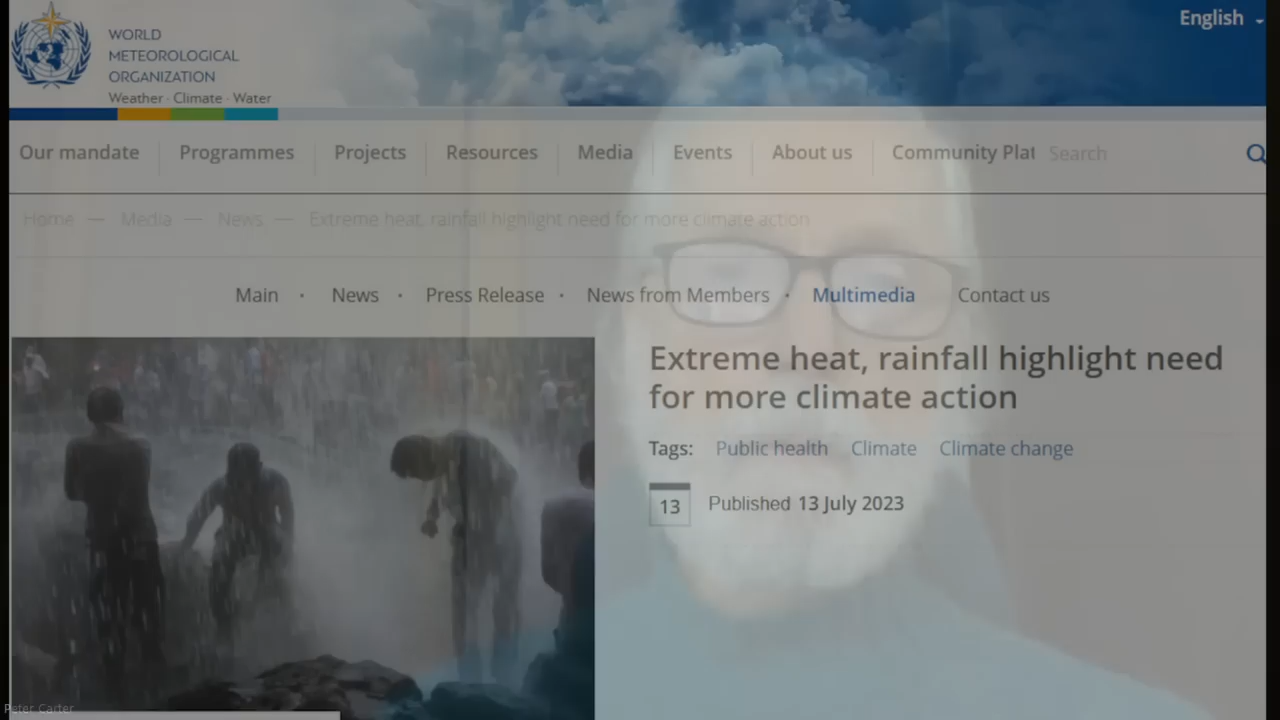 English
WORLD
METEOROLOGICAL
ORGANIZATION
Weather · Climate · Water
Our mandate
Programmes
Projects
Resources
Media
Events
About us
Community Plat
Search
Home — Media — News — Extreme heat, rainfall highlight need for more climate action
Main · News · Press Release · News from Members · Multimedia Contact us
Extreme heat, rainfall highlight need
for more climate action
Tags: Public health Climate Climate change
13
Published 13 July 2023
Peter Carter